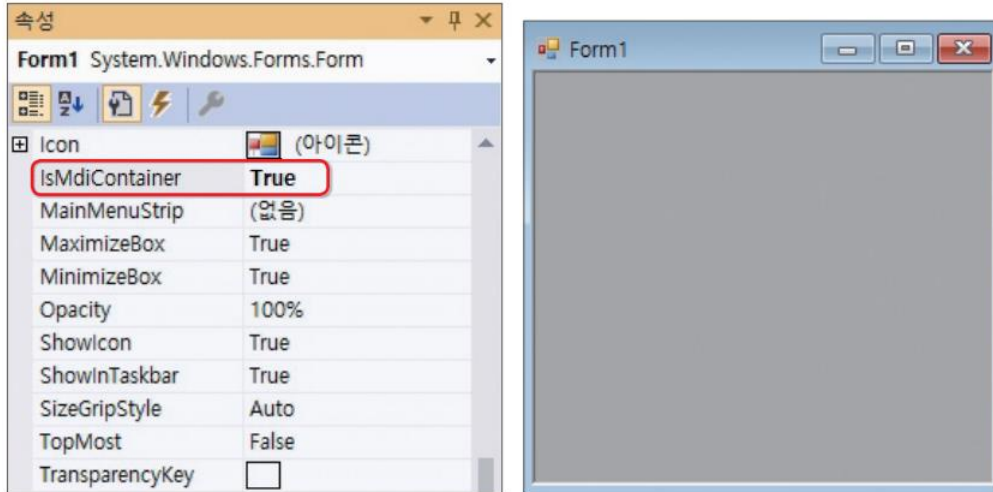 속성
Form1 System.Windows.Forms.Form
Icon (아이콘)
IsMdiContainer True
MainMenuStrip (없음)
MaximizeBox True
MinimizeBox True
Opacity 100%
ShowIcon True
ShowInTaskbar True
SizeGripStyle Auto
TopMost False
TransparencyKey
Form1